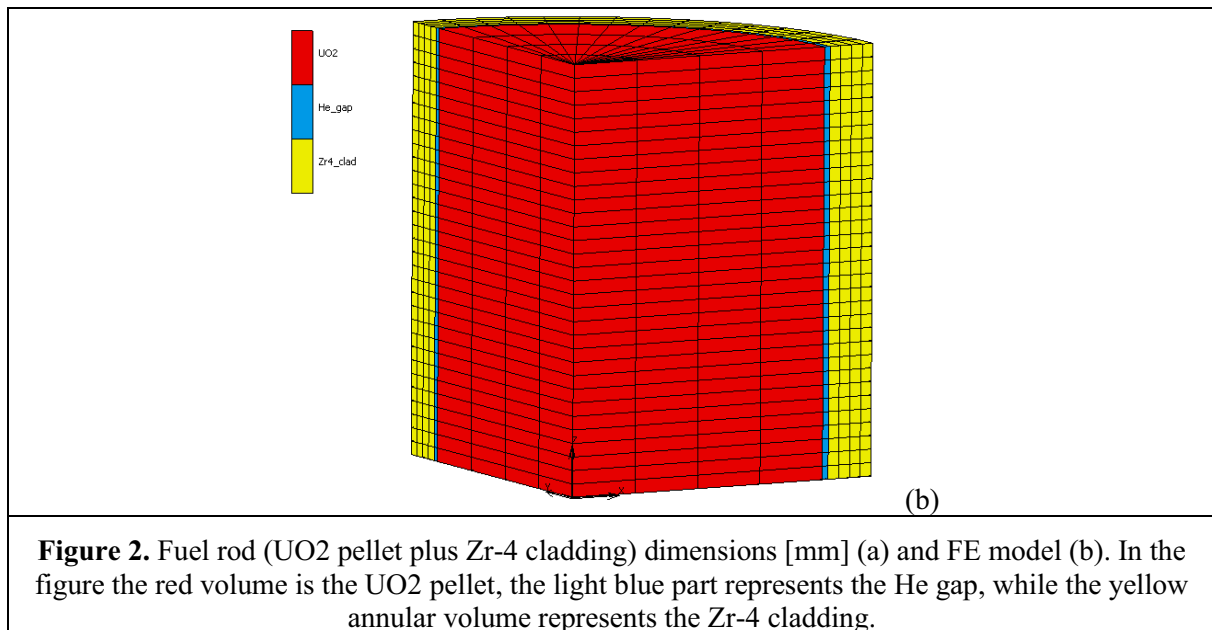 UO2
He_gap
Zr4_clad
Z
Y
X
(b)
Figure 2. Fuel rod (UO2 pellet plus Zr-4 cladding) dimensions [mm] (a) and FE model (b). In the
figure the red volume is the UO2 pellet, the light blue part represents the He gap, while the yellow
annular volume represents the Zr-4 cladding.